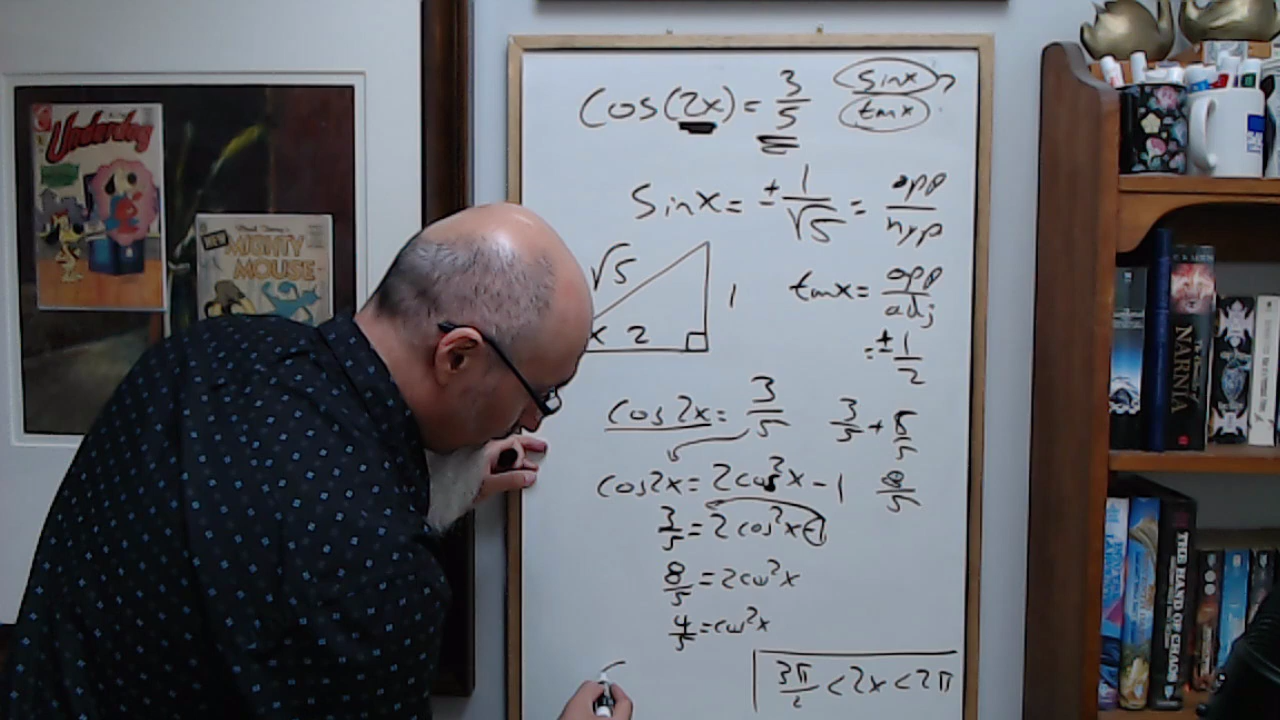 cos(2x) = 3/5
sinx?
tanx
sinx = ± 1/√5 = opp/hyp
√5
1
x 2
tanx = opp/adj
= ± 1/2
cos2x = 3/5
3/5 + 5/5
8/5
cos2x = 2cos²x - 1
3/5 = 2cos²x - 1
8/5 = 2cos²x
4/5 = cos²x
3π/2 < 2x < 2π
Underdog
NEW
MIGHTY
MOUSE
NARNIA
THE HAND OF CHAOS